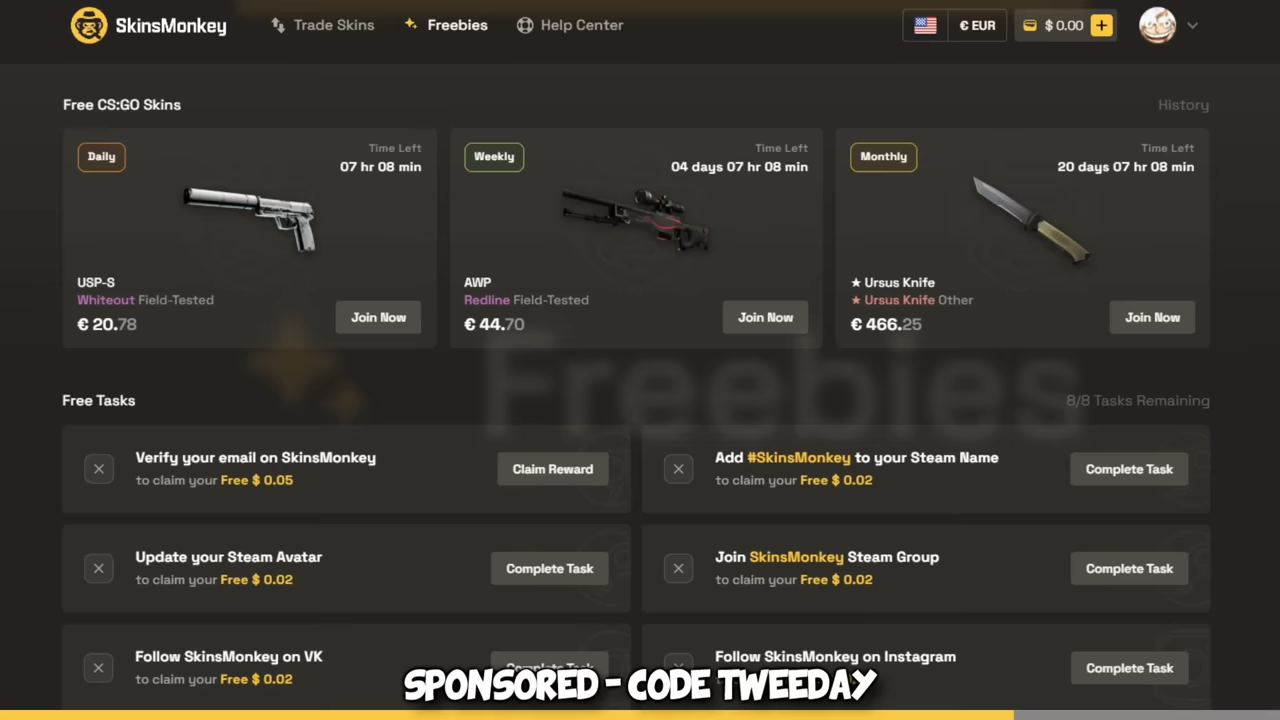 SkinsMonkey
Trade Skins
Freebies
Help Center
€ EUR
$ 0.00
+
Free CS:GO Skins
History
Daily
Time Left
07 hr 08 min
USP-S
Whiteout Field-Tested
€ 20.78
Join Now
Weekly
Time Left
04 days 07 hr 08 min
AWP
Redline Field-Tested
€ 44.70
Join Now
Monthly
Time Left
20 days 07 hr 08 min
★ Ursus Knife
★ Ursus Knife Other
€ 466.25
Join Now
Freebies
Free Tasks
8/8 Tasks Remaining
Verify your email on SkinsMonkey
to claim your Free $ 0.05
Claim Reward
Add #SkinsMonkey to your Steam Name
to claim your Free $ 0.02
Complete Task
Update your Steam Avatar
to claim your Free $ 0.02
Complete Task
Join SkinsMonkey Steam Group
to claim your Free $ 0.02
Complete Task
Follow SkinsMonkey on VK
to claim your Free $ 0.02
Complete Task
Follow SkinsMonkey on Instagram
Complete Task
SPONSORED - CODE TWEEDAY